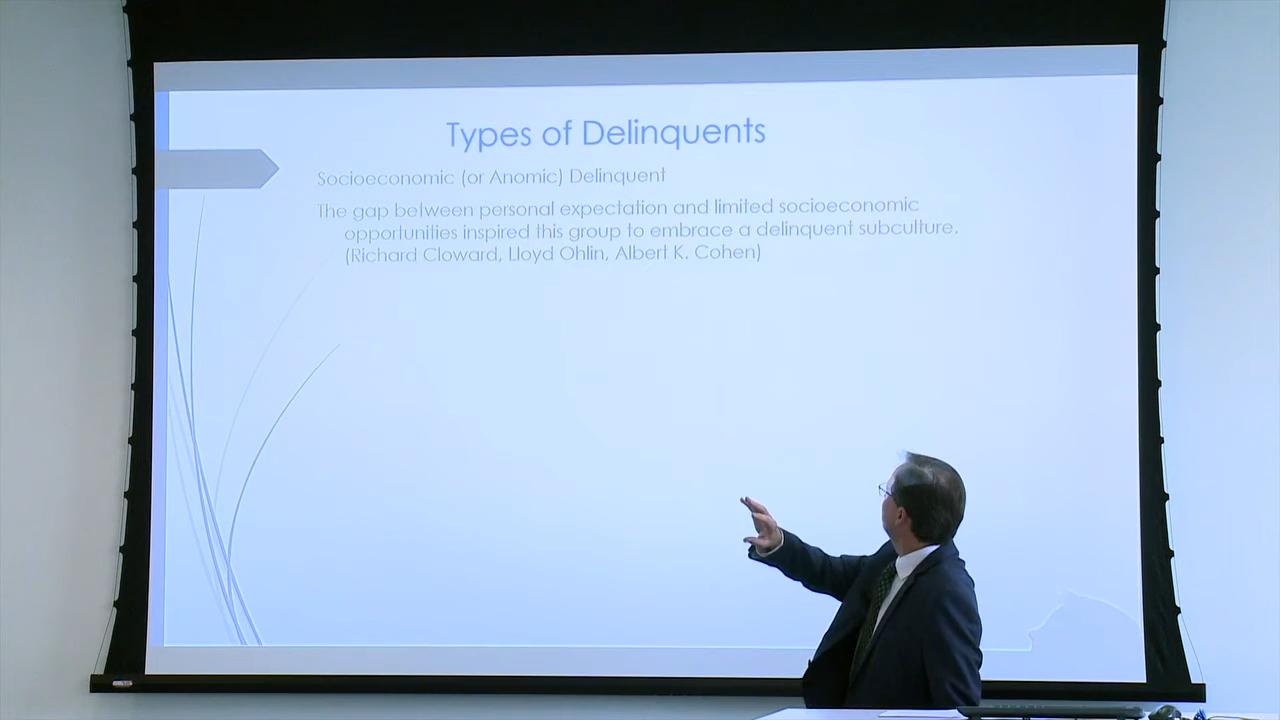 Types of Delinquents
Socioeconomic (or Anomic) Delinquent
The gap between personal expectation and limited socioeconomic
opportunities inspired this group to embrace a delinquent subculture.
(Richard Cloward, Lloyd Ohlin, Albert K. Cohen)